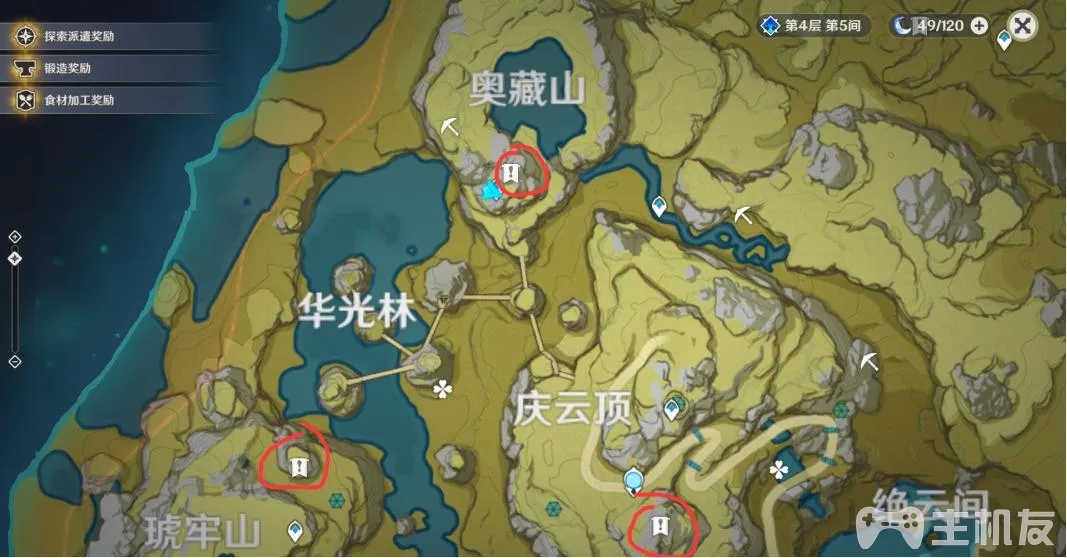 第4层 第5间
49/120
探索派遣奖励
锻造奖励
食材加工奖励
奥藏山
华光林
庆云顶
琥牢山
绝云间
主机友